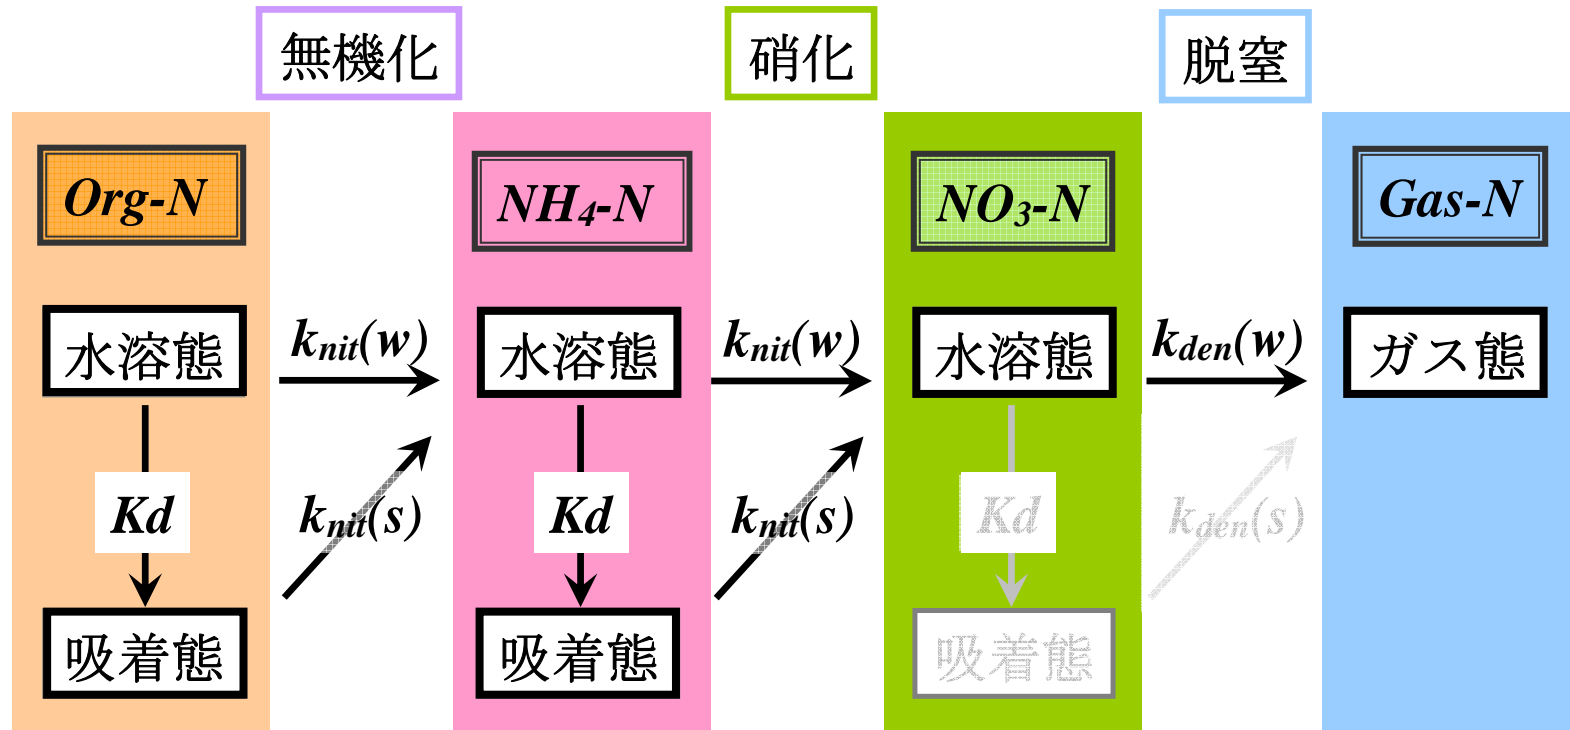 無機化
硝化
脱窒
Org-N
NH4-N
NO3-N
Gas-N
水溶態
knit(w)
水溶態
knit(w)
水溶態
kden(w)
ガス態
Kd
knit(s)
Kd
knit(s)
Kd
kden(s)
吸着態
吸着態
吸着態